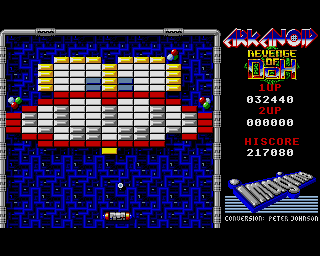 ARKANOID
REVENGE
OF
DOH
1UP
032440
2UP
000000
HISCORE
217080
CONVERSION: PETER JOHNSON